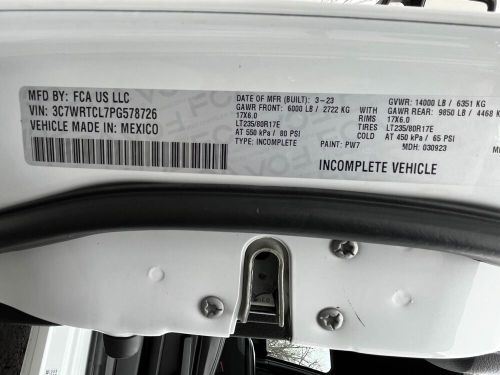 MFD BY: FCA US LLC
VIN: 3C7WRTCL7PG578726
VEHICLE MADE IN: MEXICO
DATE OF MFR (BUILT): 3-23
GAWR FRONT: 6000 LB / 2722 KG
17X6.0
LT235/80R17E
AT 550 kPa / 80 PSI
TYPE: INCOMPLETE
WITH
TIRES
RIMS
AT
COLD
PAINT: PW7
GVWR: 14000 LB / 6351 KG
GAWR REAR: 9850 LB / 4468 K
17X6.0
LT235/80R17E
AT 450 kPa / 65 PSI
MDH: 030923
INCOMPLETE VEHICLE